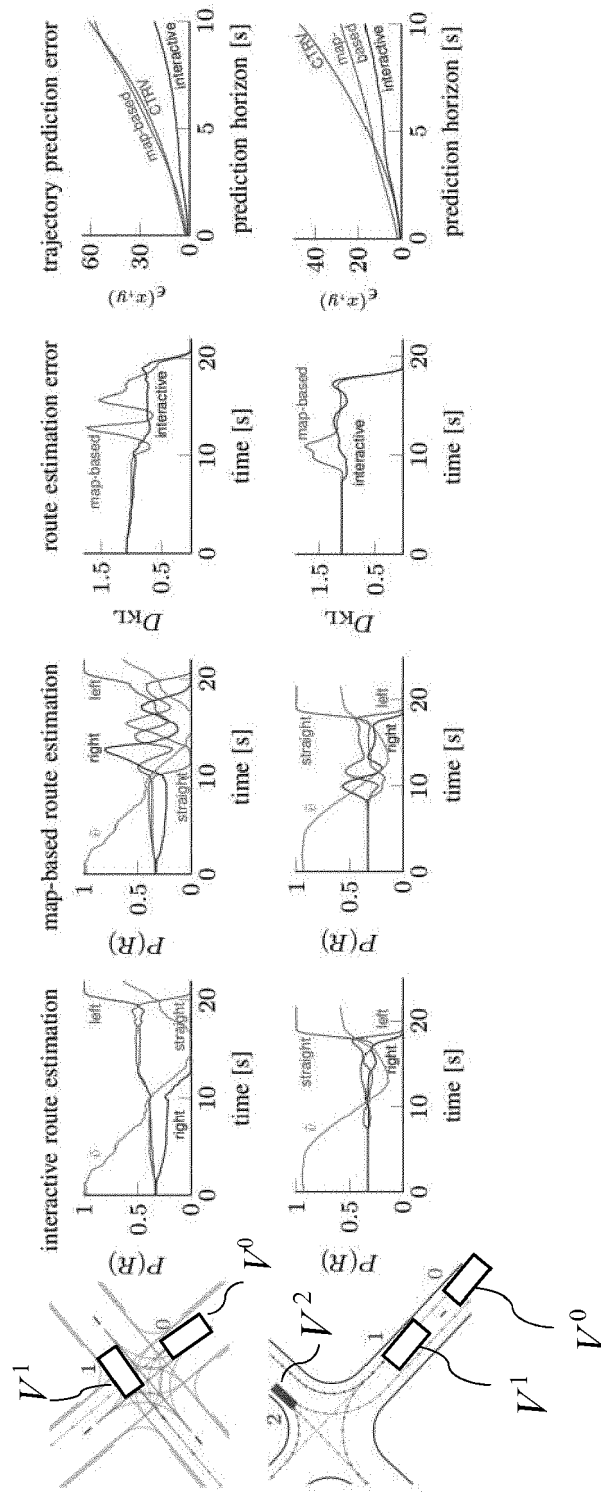 interactive route estimation
map-based route estimation
route estimation error
trajectory prediction error
V^1
1
0
V^0
P(R)
1
0.5
0
v̂
left
right
straight
0
10
20
time [s]
P(R)
1
0.5
0
v̂
right
left
straight
0
10
20
time [s]
D_KL
1.5
0.5
map-based
interactive
0
10
20
time [s]
ϵ^(x,y)
60
30
0
map-based
CTRV
interactive
0
5
10
prediction horizon [s]
2
V^2
1
0
V^1
V^0
P(R)
1
0.5
0
straight
left
right
0
10
20
time [s]
P(R)
1
0.5
0
straight
left
right
0
10
20
time [s]
D_KL
1.5
0.5
map-based
interactive
0
10
20
time [s]
ϵ^(x,y)
40
20
0
CTRV
map-
based
interactive
0
5
10
prediction horizon [s]